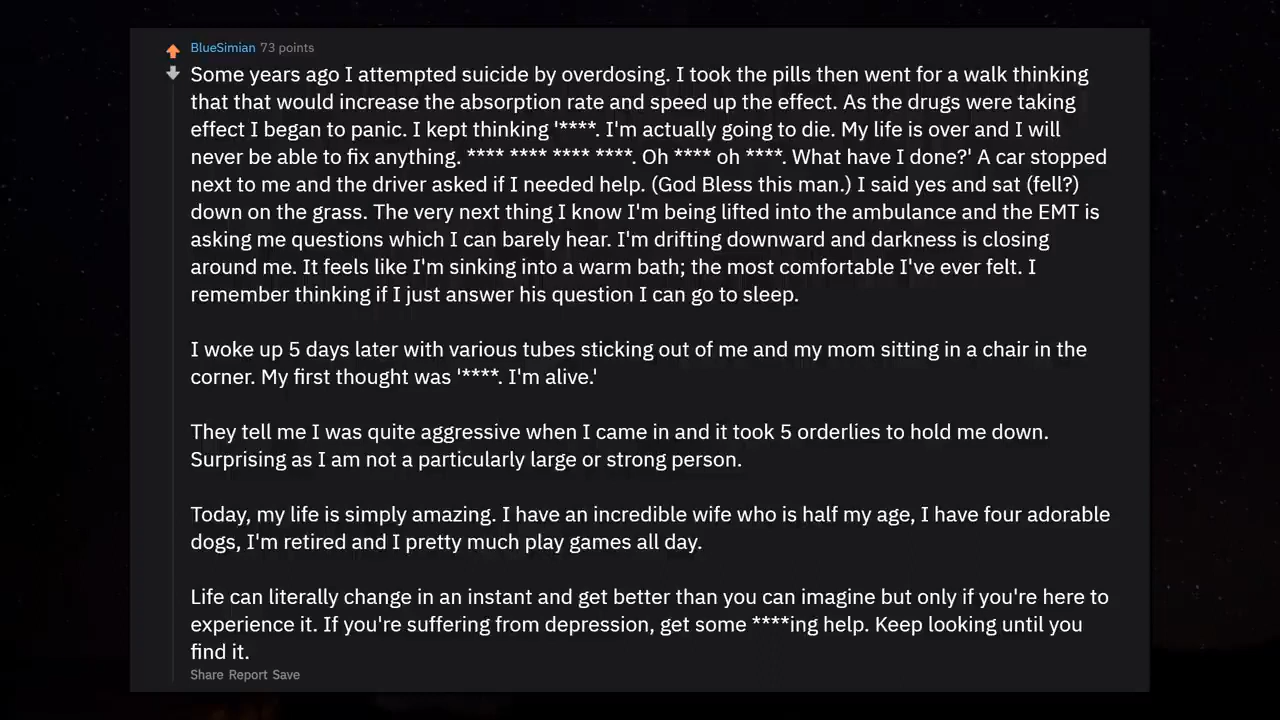 BlueSimian 73 points
Some years ago I attempted suicide by overdosing. I took the pills then went for a walk thinking
that that would increase the absorption rate and speed up the effect. As the drugs were taking
effect I began to panic. I kept thinking '****. I'm actually going to die. My life is over and I will
never be able to fix anything. **** **** **** ****. Oh **** oh ****. What have I done?' A car stopped
next to me and the driver asked if I needed help. (God Bless this man.) I said yes and sat (fell?)
down on the grass. The very next thing I know I'm being lifted into the ambulance and the EMT is
asking me questions which I can barely hear. I'm drifting downward and darkness is closing
around me. It feels like I'm sinking into a warm bath; the most comfortable I've ever felt. I
remember thinking if I just answer his question I can go to sleep.
I woke up 5 days later with various tubes sticking out of me and my mom sitting in a chair in the
corner. My first thought was '****. I'm alive.'
They tell me I was quite aggressive when I came in and it took 5 orderlies to hold me down.
Surprising as I am not a particularly large or strong person.
Today, my life is simply amazing. I have an incredible wife who is half my age, I have four adorable
dogs, I'm retired and I pretty much play games all day.
Life can literally change in an instant and get better than you can imagine but only if you're here to
experience it. If you're suffering from depression, get some ****ing help. Keep looking until you
find it.
Share Report Save